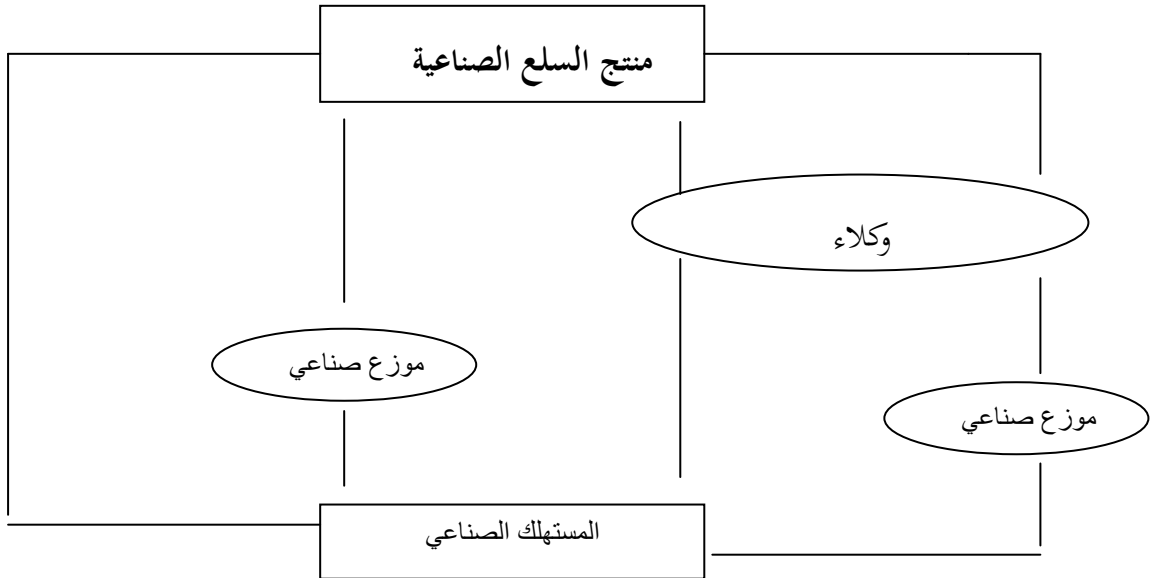 منتج السلع الصناعية
وكلاء
موزع صناعي
موزع صناعي
المستهلك الصناعي